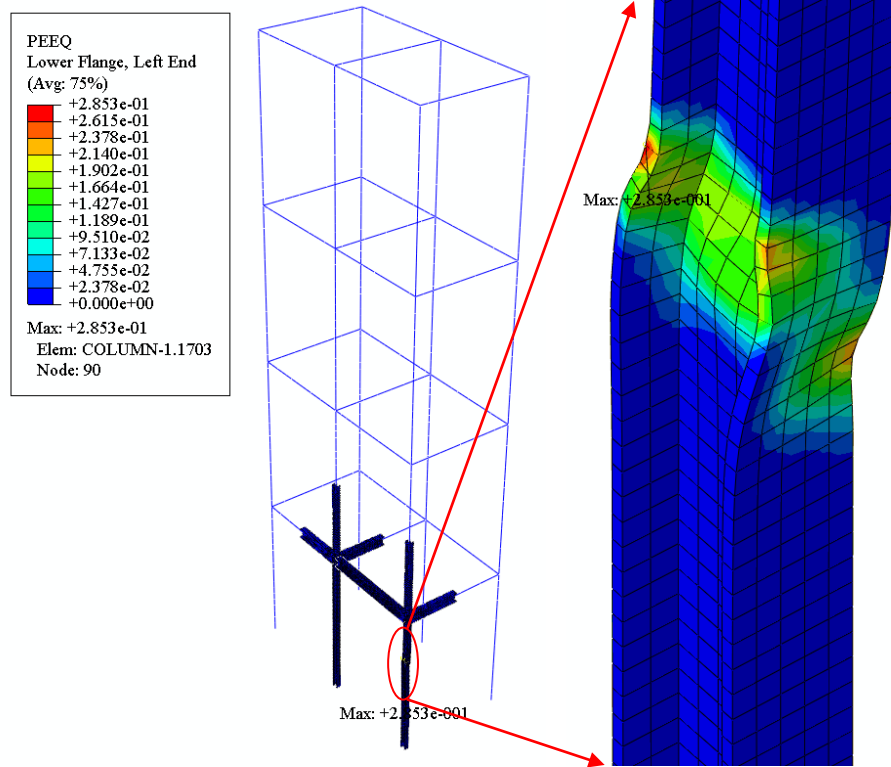 PEEQ
Lower Flange, Left End
(Avg: 75%)
+2.853e-01
+2.615e-01
+2.378e-01
+2.140e-01
+1.902e-01
+1.664e-01
+1.427e-01
+1.189e-01
+9.510e-02
+7.133e-02
+4.755e-02
+2.378e-02
+0.000e+00
Max: +2.853e-01
Elem: COLUMN-1.1703
Node: 90
Max: +2.853e-001
Max: +2.853e-001